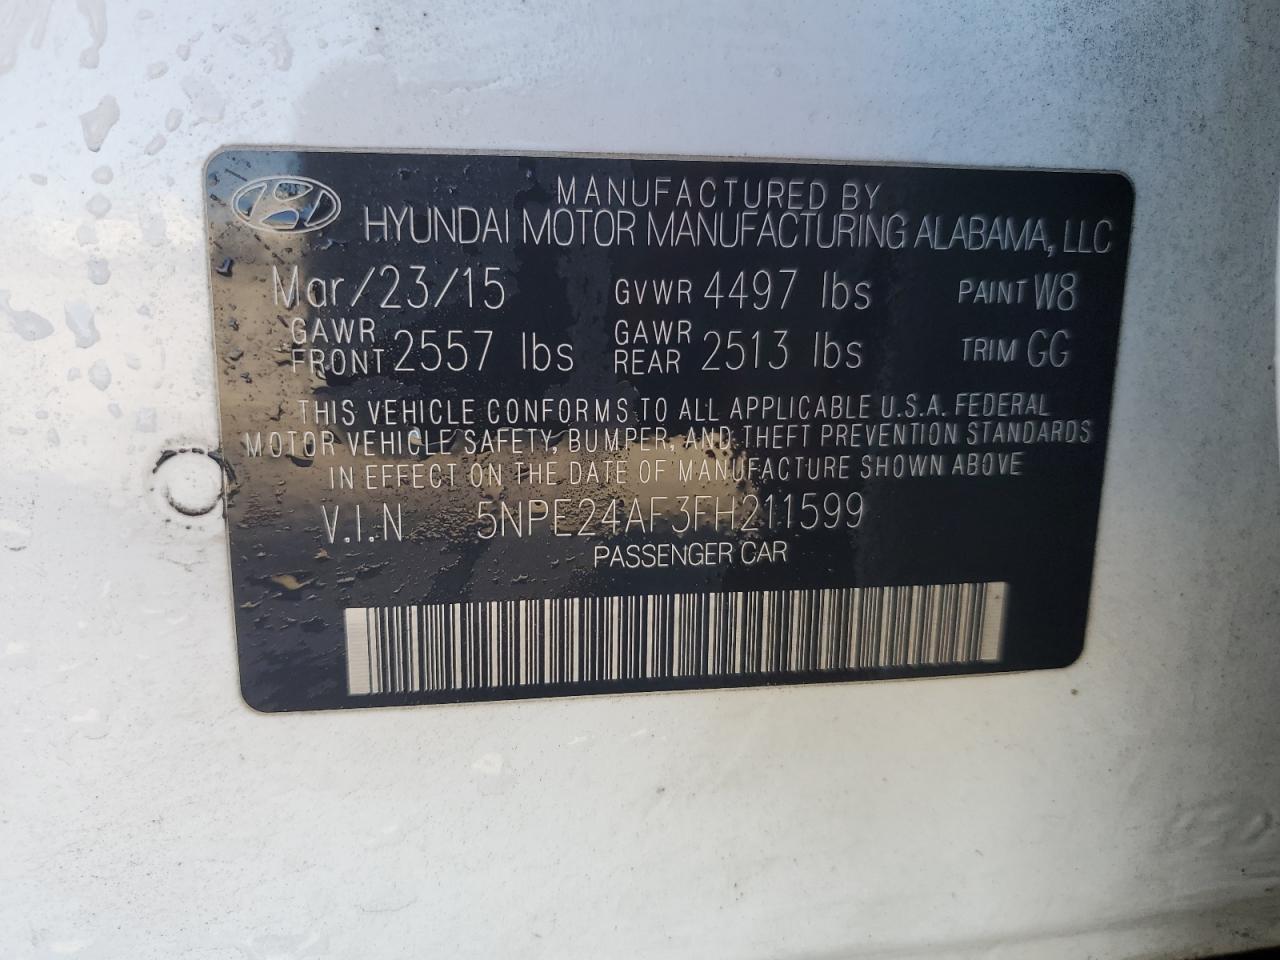 MANUFACTURED BY
HYUNDAI MOTOR MANUFACTURING ALABAMA, LLC
Mar/23/15 GVWR 4497 lbs PAINT W8
GAWR FRONT 2557 lbs GAWR REAR 2513 lbs TRIM GG
THIS VEHICLE CONFORMS TO ALL APPLICABLE U.S.A. FEDERAL
MOTOR VEHICLE SAFETY, BUMPER, AND THEFT PREVENTION STANDARDS
IN EFFECT ON THE DATE OF MANUFACTURE SHOWN ABOVE
V.I.N 5NPE24AF3FH211599
PASSENGER CAR